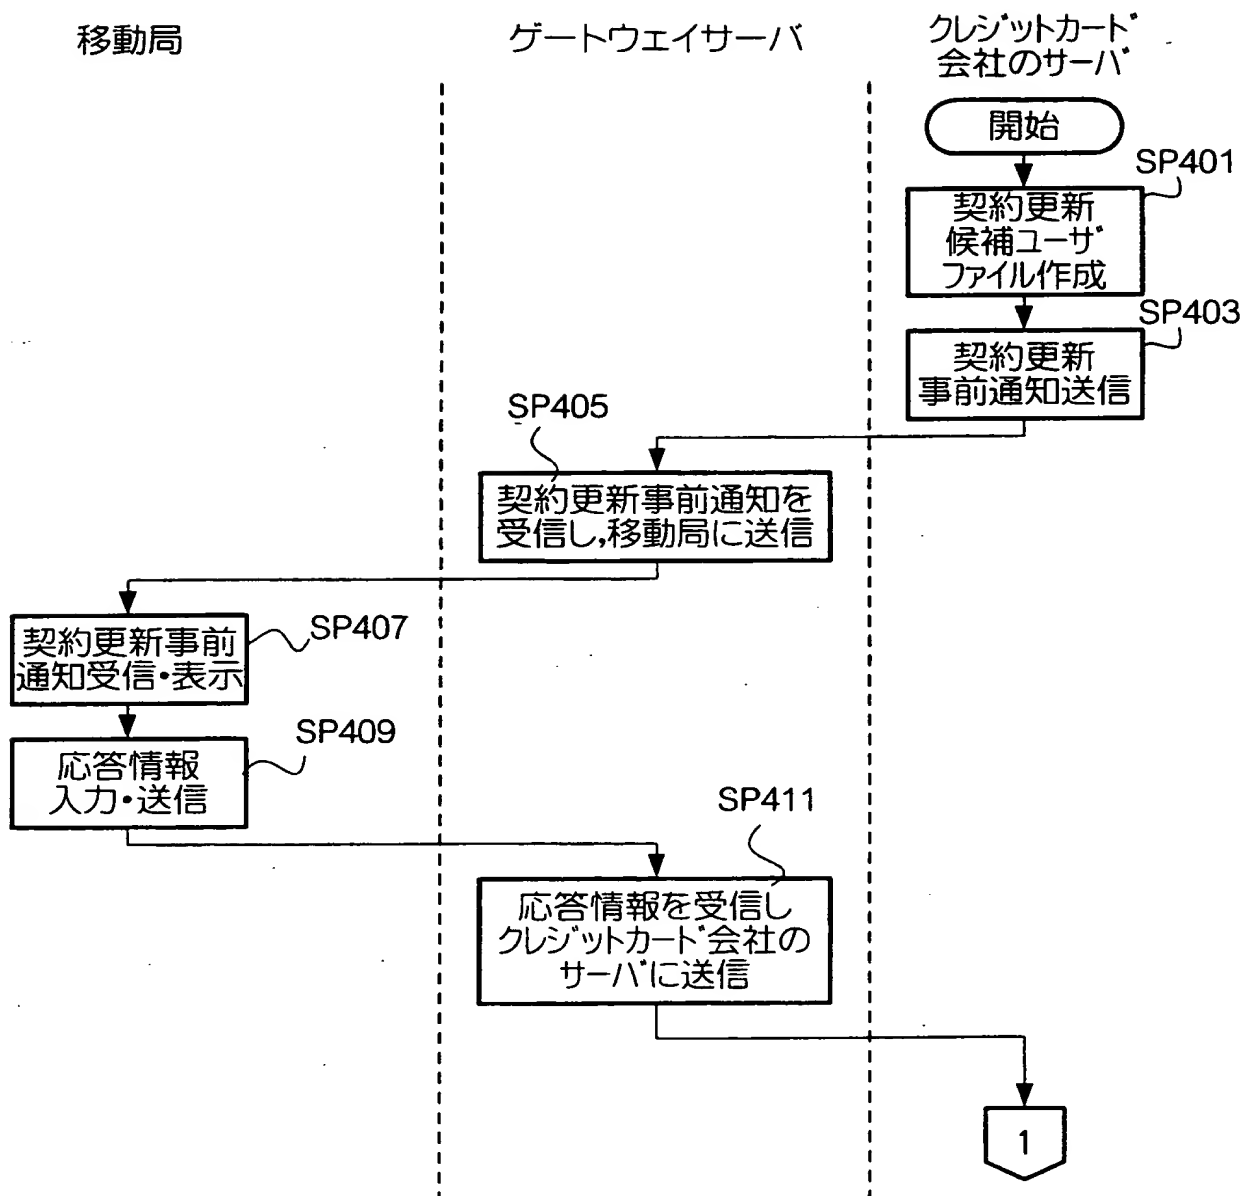 移動局
ゲートウェイサーバ
クレジットカード
会社のサーバ
開始
SP401
契約更新
候補ユーザ
ファイル作成
SP403
契約更新
事前通知送信
SP405
契約更新事前通知を
受信し,移動局に送信
SP407
契約更新事前
通知受信・表示
SP409
応答情報
入力・送信
SP411
応答情報を受信し
クレジットカード会社の
サーバに送信
1